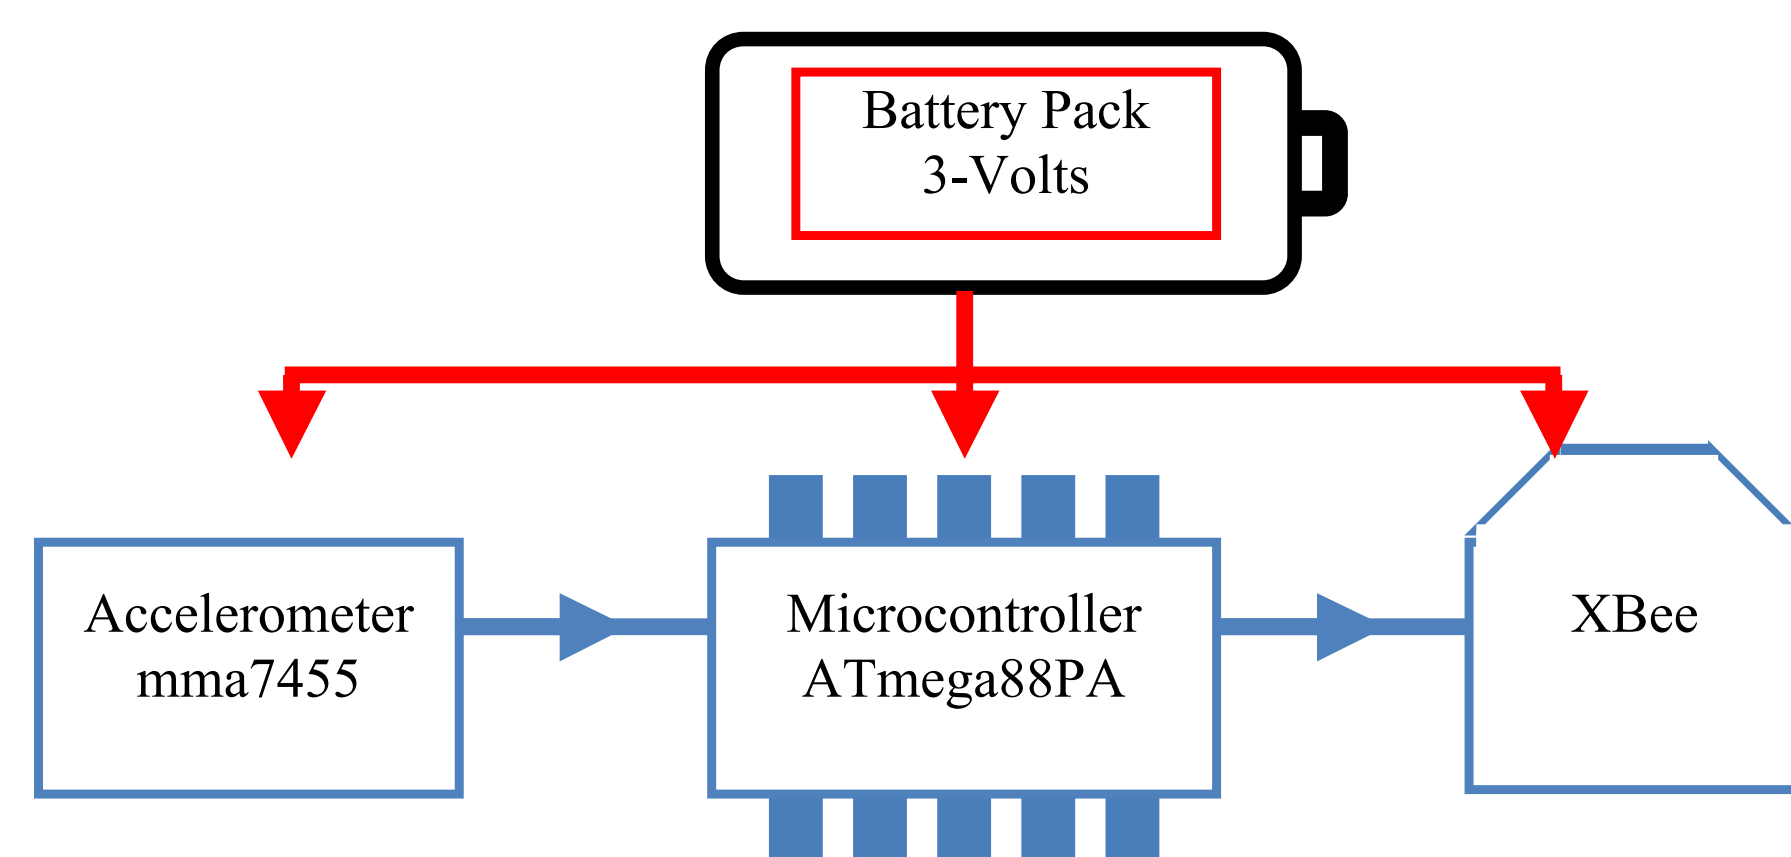 Battery Pack
3-Volts
Accelerometer
mma7455
Microcontroller
ATmega88PA
XBee